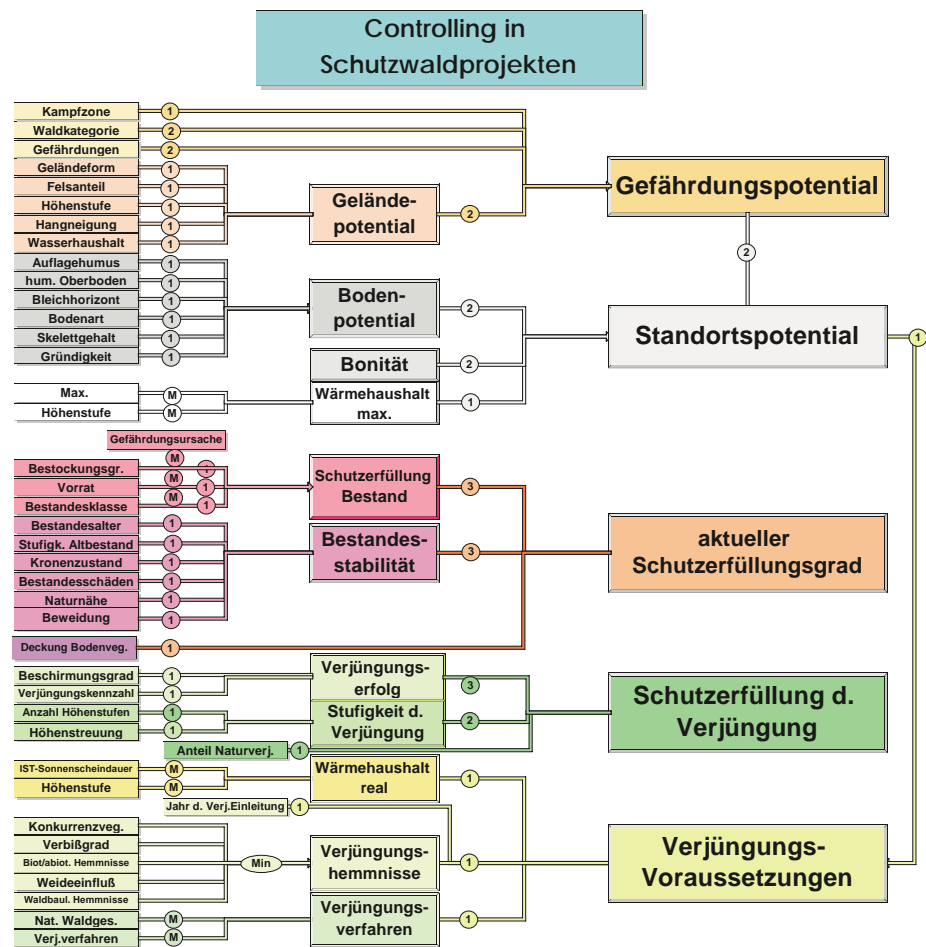 Controlling in
Schutzwaldprojekten
Kampfzone 1
Waldkategorie 2
Gefährdungen 2
Geländeform 1
Felsanteil 1
Höhenstufe 1
Hangneigung 1
Wasserhaushalt 1
Gelände-
potential
2
Gefährdungspotential
2
Auflagehumus 1
hum. Oberboden 1
Bleichhorizont 1
Bodenart 1
Skelettgehalt 1
Gründigkeit 1
Boden-
potential
2
Bonität
2
Standortspotential
1
Max. M
Höhenstufe M
Wärmehaushalt
max.
1
Gefährdungsursache
M
Bestockungsgr. 1
M
Vorrat 1
M
Bestandesklasse 1
Schutzerfüllung
Bestand
3
Bestandesalter 1
Stufigk. Altbestand 1
Kronenzustand 1
Bestandesschäden 1
Naturnähe 1
Beweidung 1
Bestandes-
stabilität
3
aktueller
Schutzerfüllungsgrad
Deckung Bodenveg. 1
Beschirmungsgrad 1
Verjüngungskennzahl 1
Verjüngungs-
erfolg
3
Anzahl Höhenstufen 1
Höhenstreuung 1
Stufigkeit d.
Verjüngung
2
Anteil Naturverj. 1
Schutzerfüllung d.
Verjüngung
IST-Sonnenscheindauer M
Höhenstufe M
Wärmehaushalt
real
1
Jahr d. Verj.Einleitung 1
Konkurrenzveg.
Verbißgrad
Biot/abiot. Hemmnisse
Weideeinfluß
Waldbaul. Hemmnisse
Min
Verjüngungs-
hemmnisse
1
Verjüngungs-
Voraussetzungen
Nat. Waldges. M
Verj.verfahren M
Verjüngungs-
verfahren
1